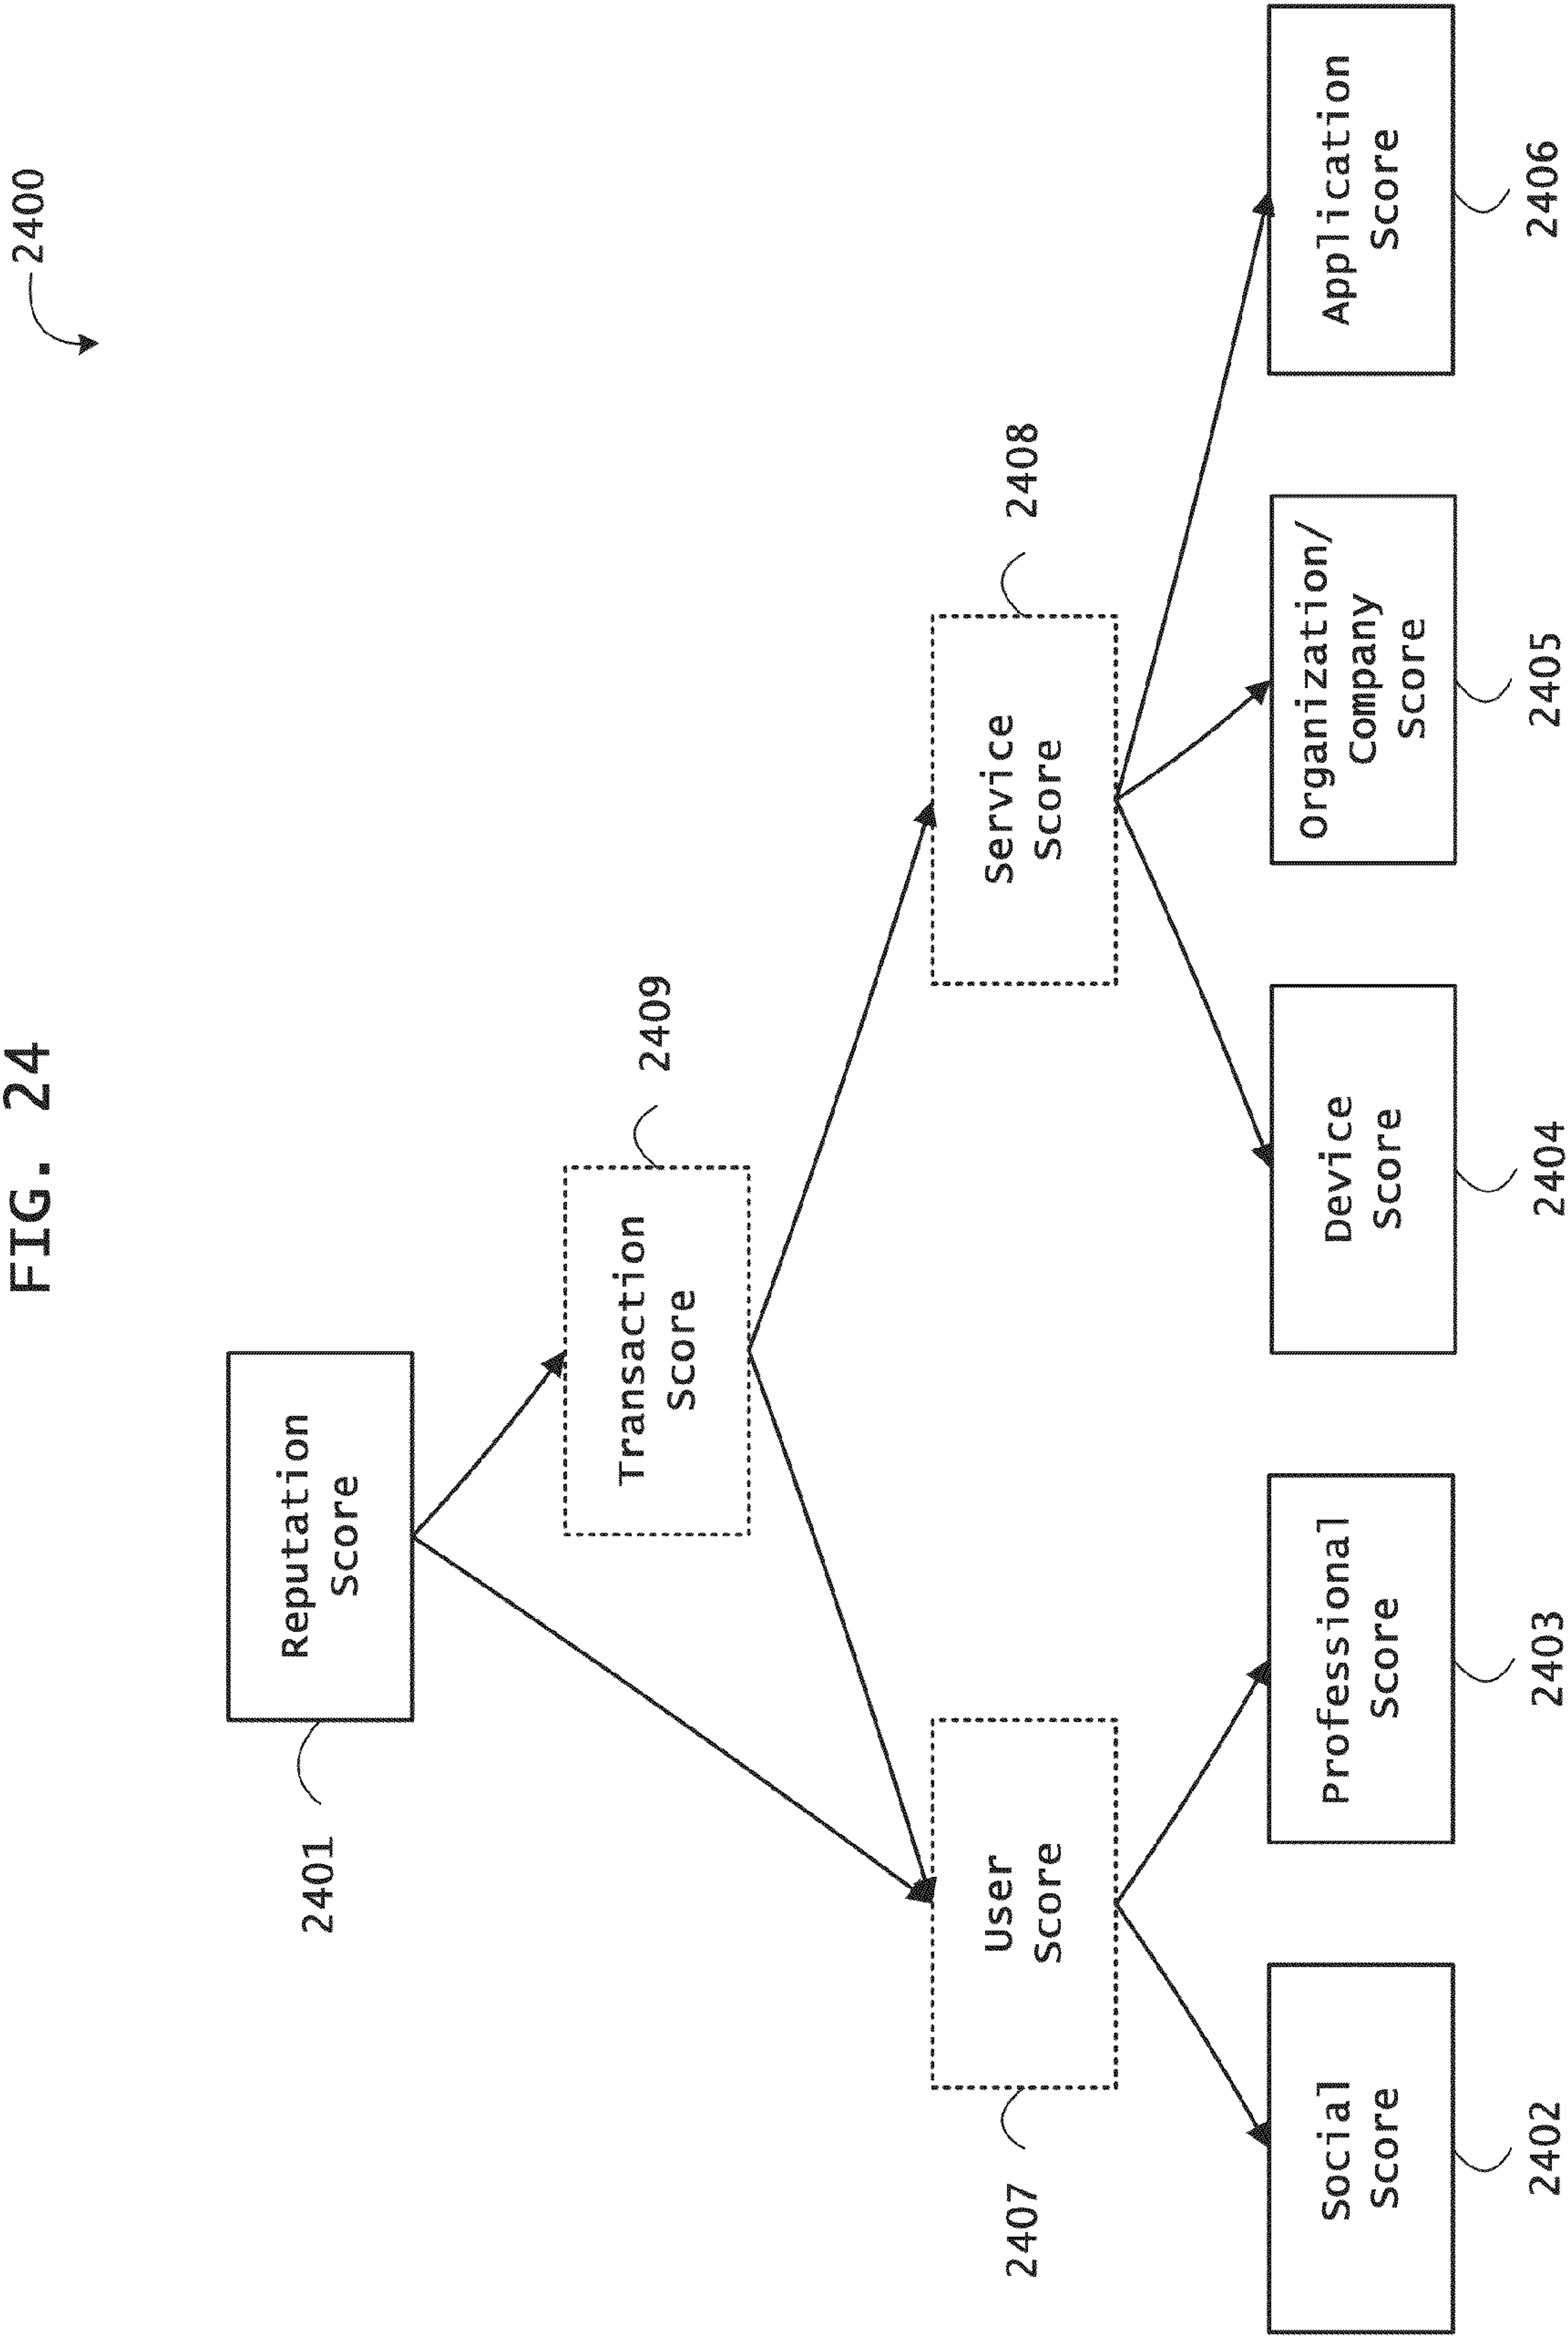 FIG. 24
2400
Reputation
Score
2401
Transaction
Score
2409
User
Score
2407
Service
Score
2408
Social
Score
2402
Professional
Score
2403
Device
Score
2404
Organization/
Company
Score
2405
Application
Score
2406